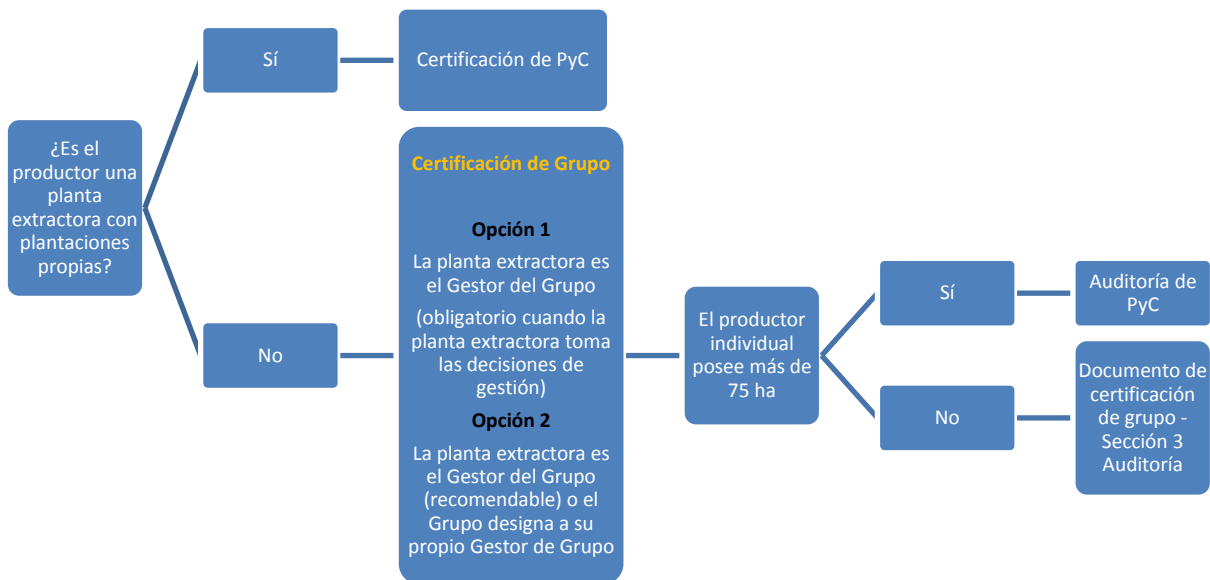 ¿Es el
productor una
planta
extractora con
plantaciones
propias?
Sí
Certificación de PyC
No
Certificación de Grupo
Opción 1
La planta extractora es
el Gestor del Grupo
(obligatorio cuando la
planta extractora toma
las decisiones de
gestión)
Opción 2
La planta extractora es
el Gestor del Grupo
(recomendable) o el
Grupo designa a su
propio Gestor de Grupo
El productor
individual
posee más de
75 ha
Sí
Auditoría de
PyC
No
Documento de
certificación
de grupo -
Sección 3
Auditoría